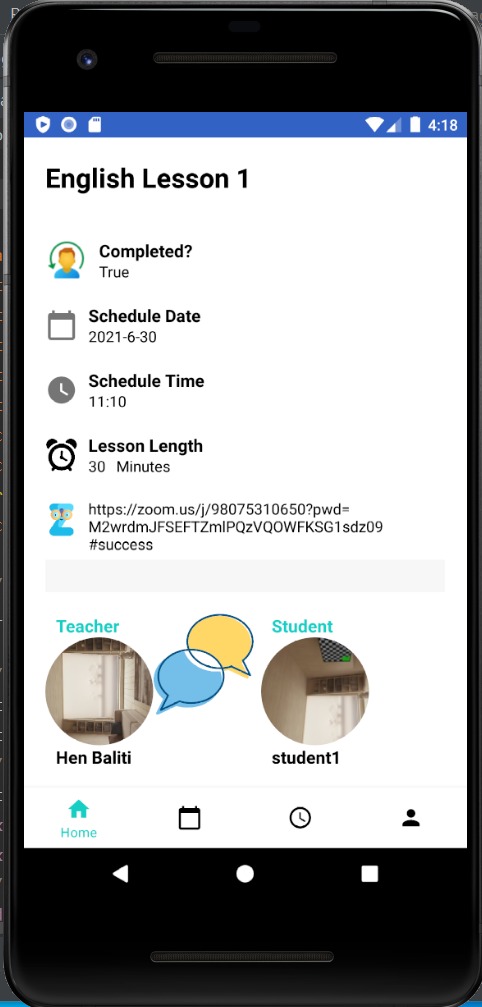 4:18
English Lesson 1
Completed?
True
Schedule Date
2021-6-30
Schedule Time
11:10
Lesson Length
30 Minutes
https://zoom.us/j/98075310650?pwd=
M2wrdmJFSEFTZmlPQzVQOWFKSG1sdz09
#success
Teacher
Student
Hen Baliti
student1
Home